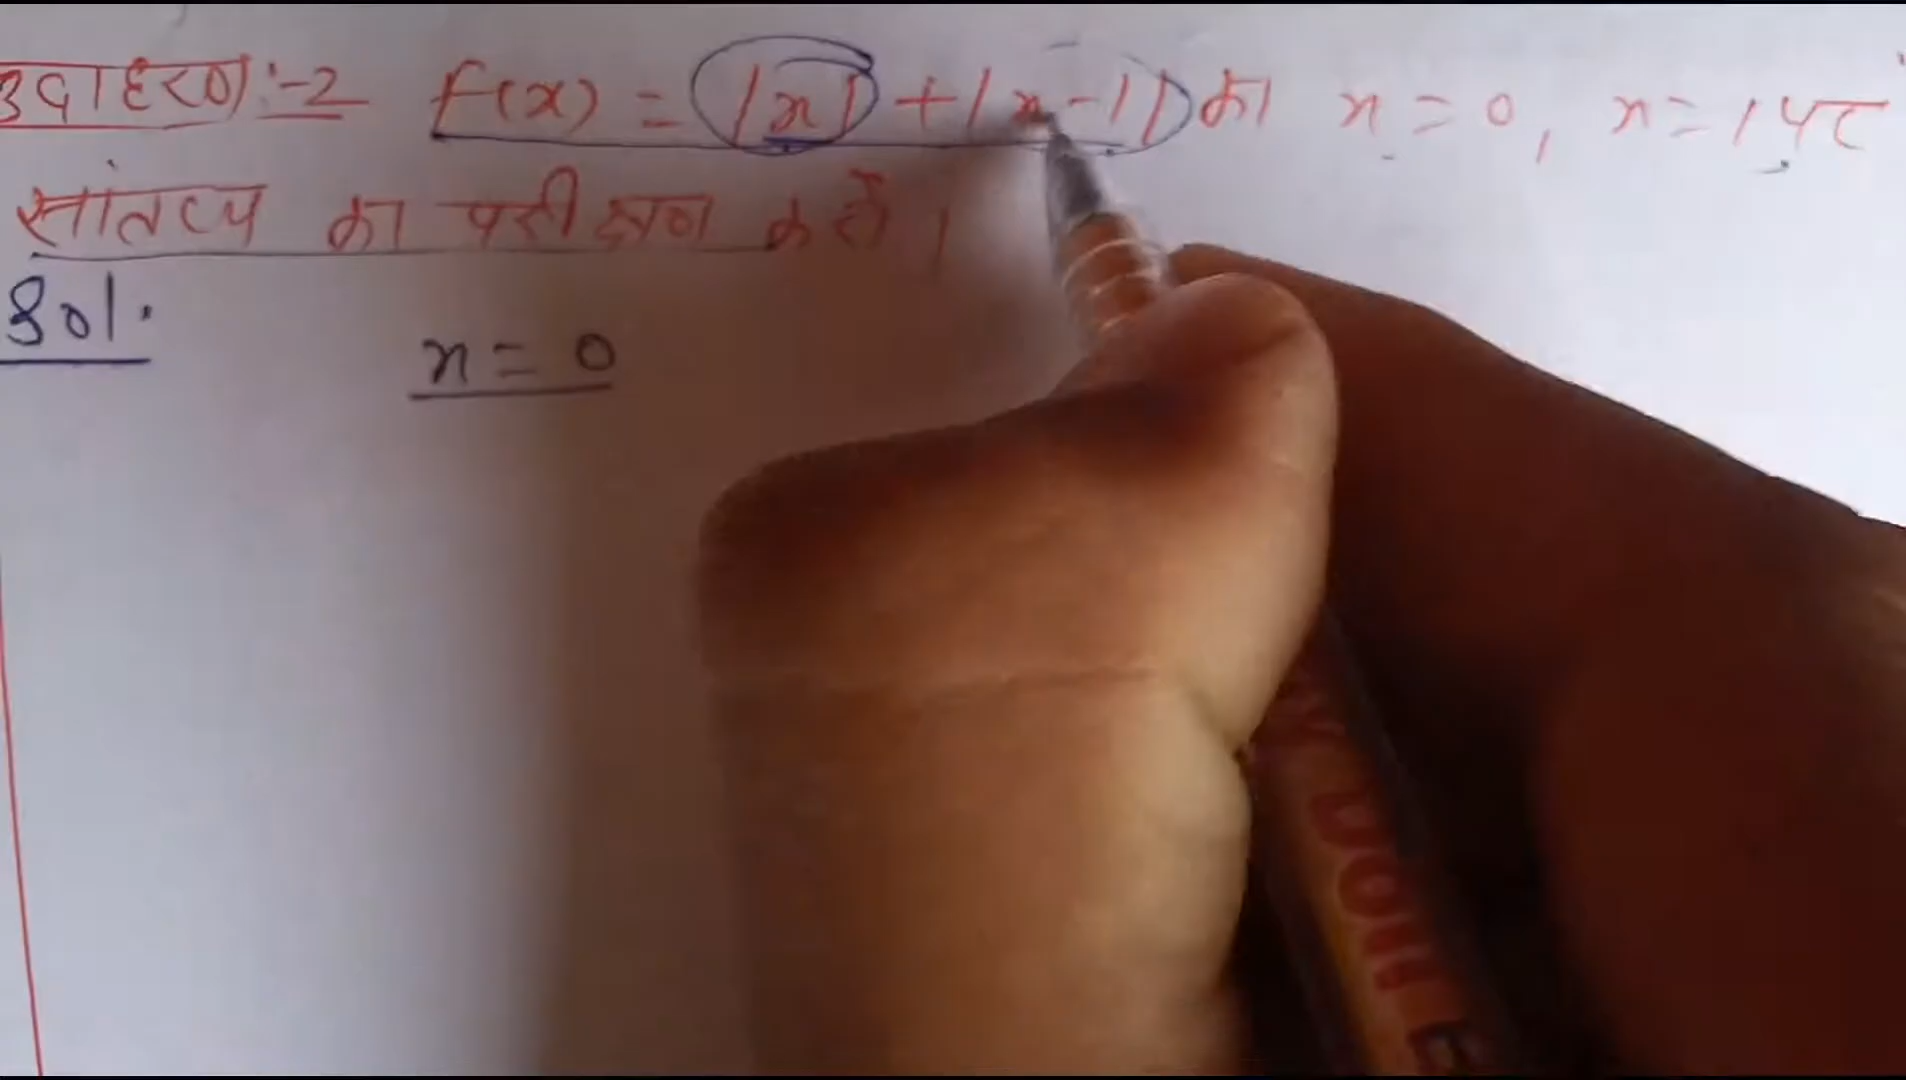 उदाहरण :- 2 f(x) = |x| + |x-1| का x = 0, x = 1 पर
सांतत्य का परीक्षण करें ।
Sol.
x = 0